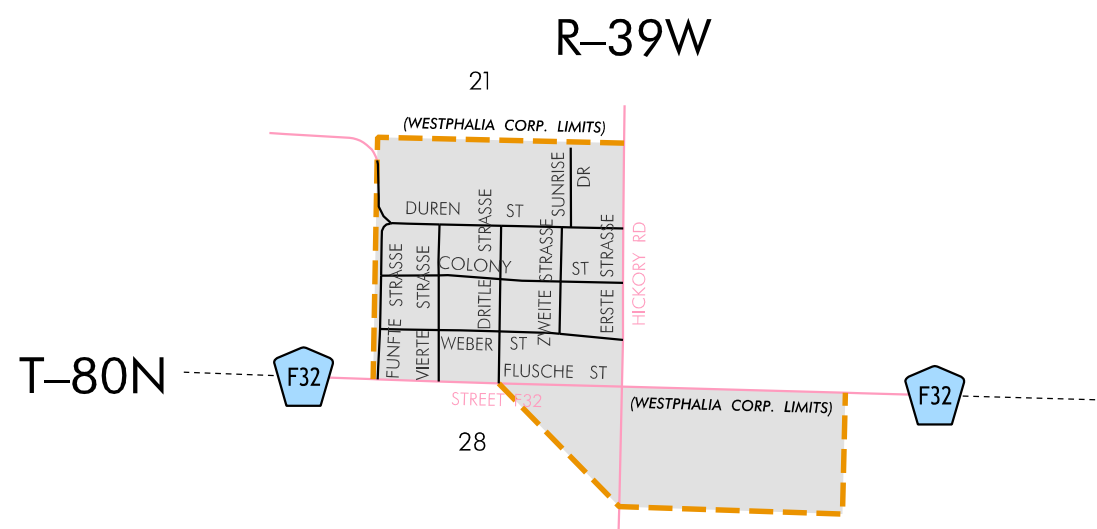 R–39W
21
(WESTPHALIA CORP. LIMITS)
SUNRISE DR
DUREN ST
FUNFTE STRASSE
VIERTE STRASSE
DRITLE STRASSE
ZWEITE STRASSE
ERSTE STRASSE
HICKORY RD
COLONY ST
WEBER ST
FLUSCHE ST
T–80N
F32
STREET F32
(WESTPHALIA CORP. LIMITS)
F32
28